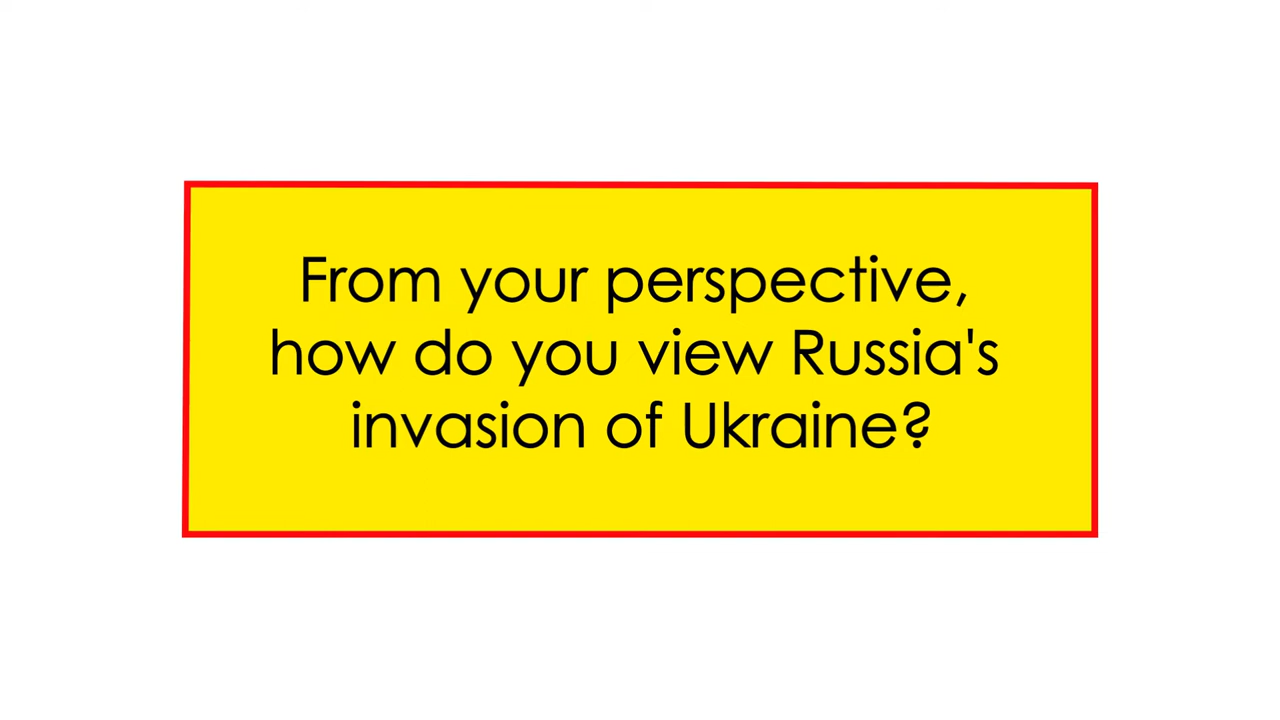 From your perspective,
how do you view Russia's
invasion of Ukraine?